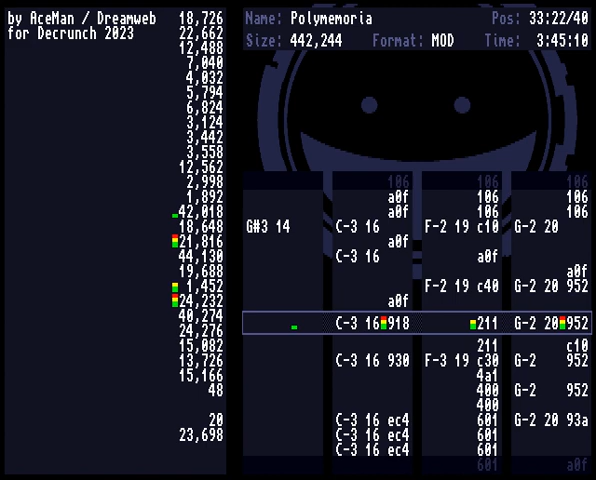 by AceMan / Dreamweb 18,726
for Decrunch 2023 22,662
12,488
7,040
4,032
5,794
6,824
3,124
3,442
3,558
12,562
2,998
1,892
42,018
18,648
21,816
44,130
19,688
1,452
24,232
40,274
24,276
15,082
13,726
15,166
48
20
23,698
Name: Polymemoria Pos: 33:22/40
Size: 442,244 Format: MOD Time: 3:45:10
106 106 106
a0f 106 106
a0f 106 106
G#3 14 C-3 16 F-2 19 c10 G-2 20
a0f
C-3 16 a0f
a0f
F-2 19 c40 G-2 20 952
a0f
C-3 16 918 211 G-2 20 952
211 c10
C-3 16 930 F-3 19 c30 G-2 952
4a1
400 G-2 952
400
C-3 16 ec4 601 G-2 20 93a
C-3 16 ec4 601
C-3 16 ec4 601
601 a0f